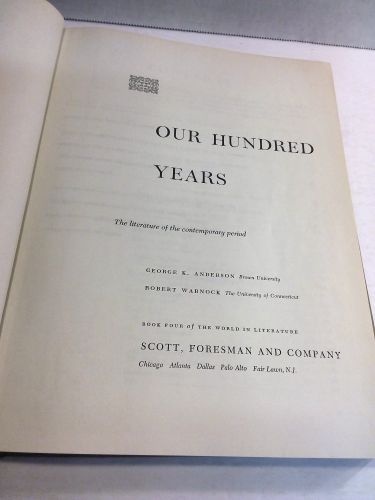 OUR HUNDRED
YEARS
The literature of the contemporary period
GEORGE K. ANDERSON Brown University
ROBERT WARNOCK The University of Connecticut
BOOK FOUR of THE WORLD IN LITERATURE
SCOTT, FORESMAN AND COMPANY
Chicago Atlanta Dallas Palo Alto Fair Lawn, N.J.